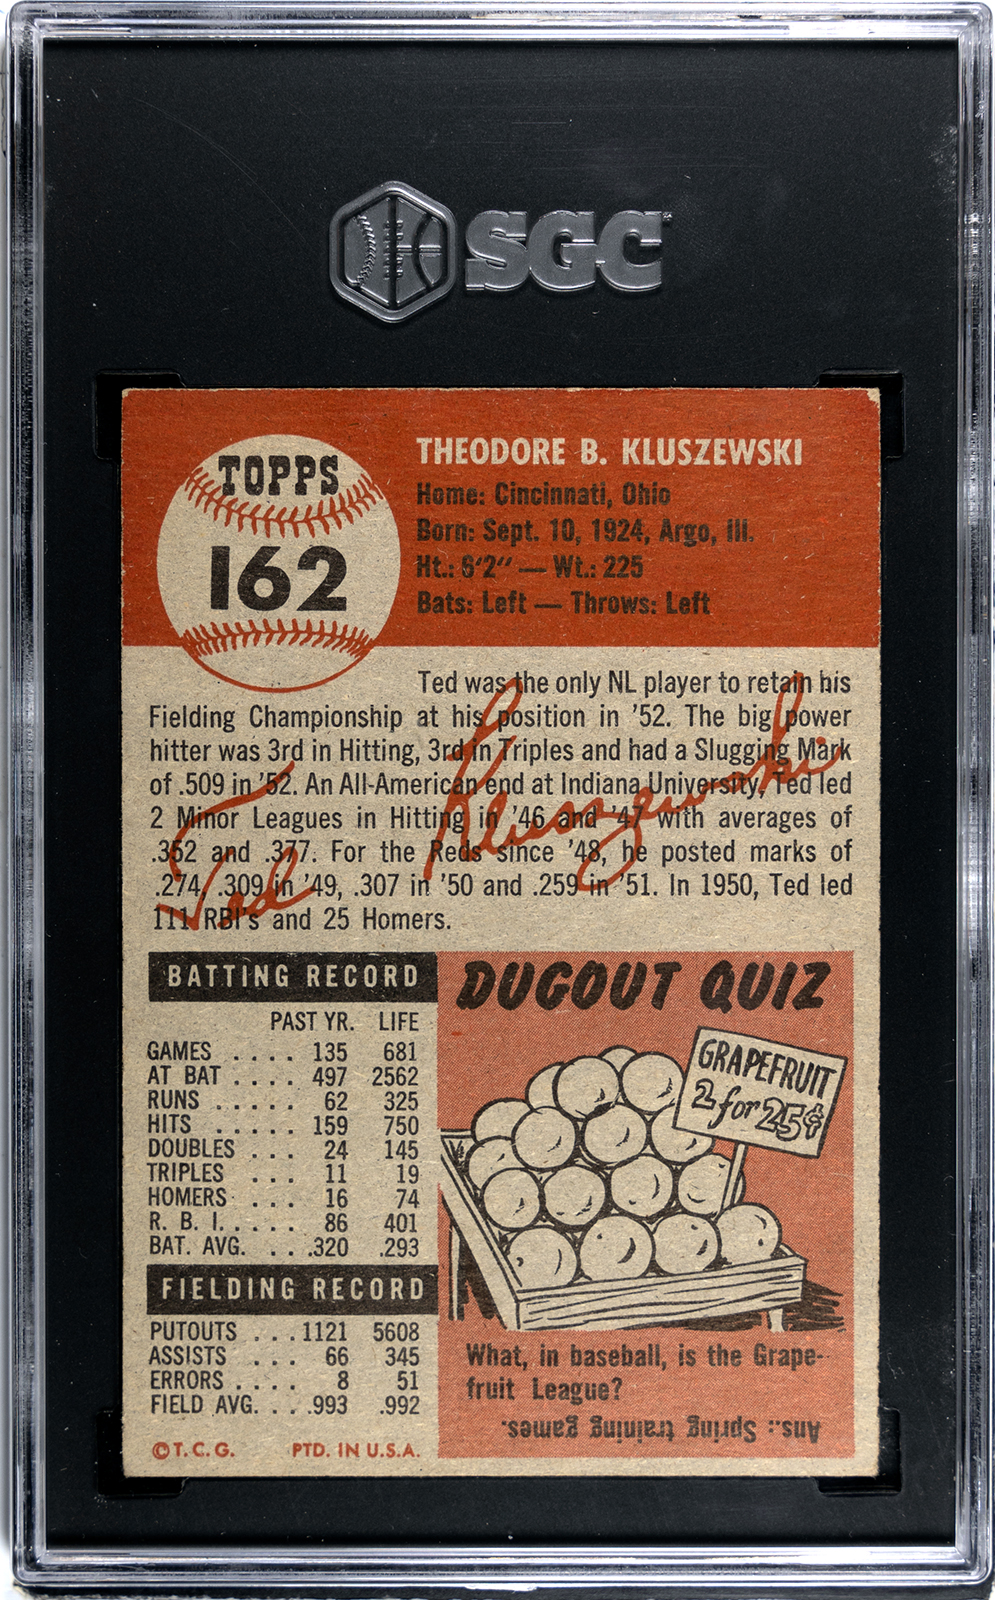 SGC
TOPPS
162
THEODORE B. KLUSZEWSKI
Home: Cincinnati, Ohio
Born: Sept. 10, 1924, Argo, Ill.
Ht.: 6'2" — Wt.: 225
Bats: Left — Throws: Left
Ted was the only NL player to retain his
Fielding Championship at his position in '52. The big power
hitter was 3rd in Hitting, 3rd in Triples and had a Slugging Mark
of .509 in '52. An All-American end at Indiana University, Ted led
2 Minor Leagues in Hitting in '46 and '47 with averages of
.352 and .377. For the Reds since '48, he posted marks of
.274, .309 in '49, .307 in '50 and .259 in '51. In 1950, Ted led
111 RBI's and 25 Homers.
Ted Kluszewski
BATTING RECORD
PAST YR. LIFE
GAMES . . . . 135 681
AT BAT . . . . 497 2562
RUNS . . . . . 62 325
HITS . . . . . 159 750
DOUBLES . . . 24 145
TRIPLES . . . 11 19
HOMERS . . . . 16 74
R. B. I. . . . . 86 401
BAT. AVG. . . .320 .293
FIELDING RECORD
PUTOUTS . . . 1121 5608
ASSISTS . . . 66 345
ERRORS . . . . 8 51
FIELD AVG. . . .993 .992
© T. C. G. PTD. IN U.S.A.
DUGOUT QUIZ
GRAPEFRUIT
2 for 25¢
What, in baseball, is the Grape-
fruit League?
Ans.: Spring training games.